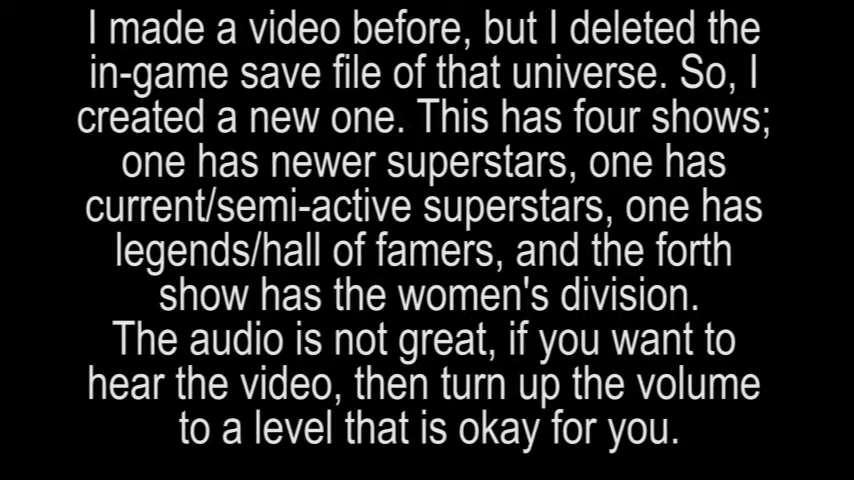 I made a video before, but I deleted the
in-game save file of that universe. So, I
created a new one. This has four shows;
one has newer superstars, one has
current/semi-active superstars, one has
legends/hall of famers, and the forth
show has the women's division.
The audio is not great, if you want to
hear the video, then turn up the volume
to a level that is okay for you.